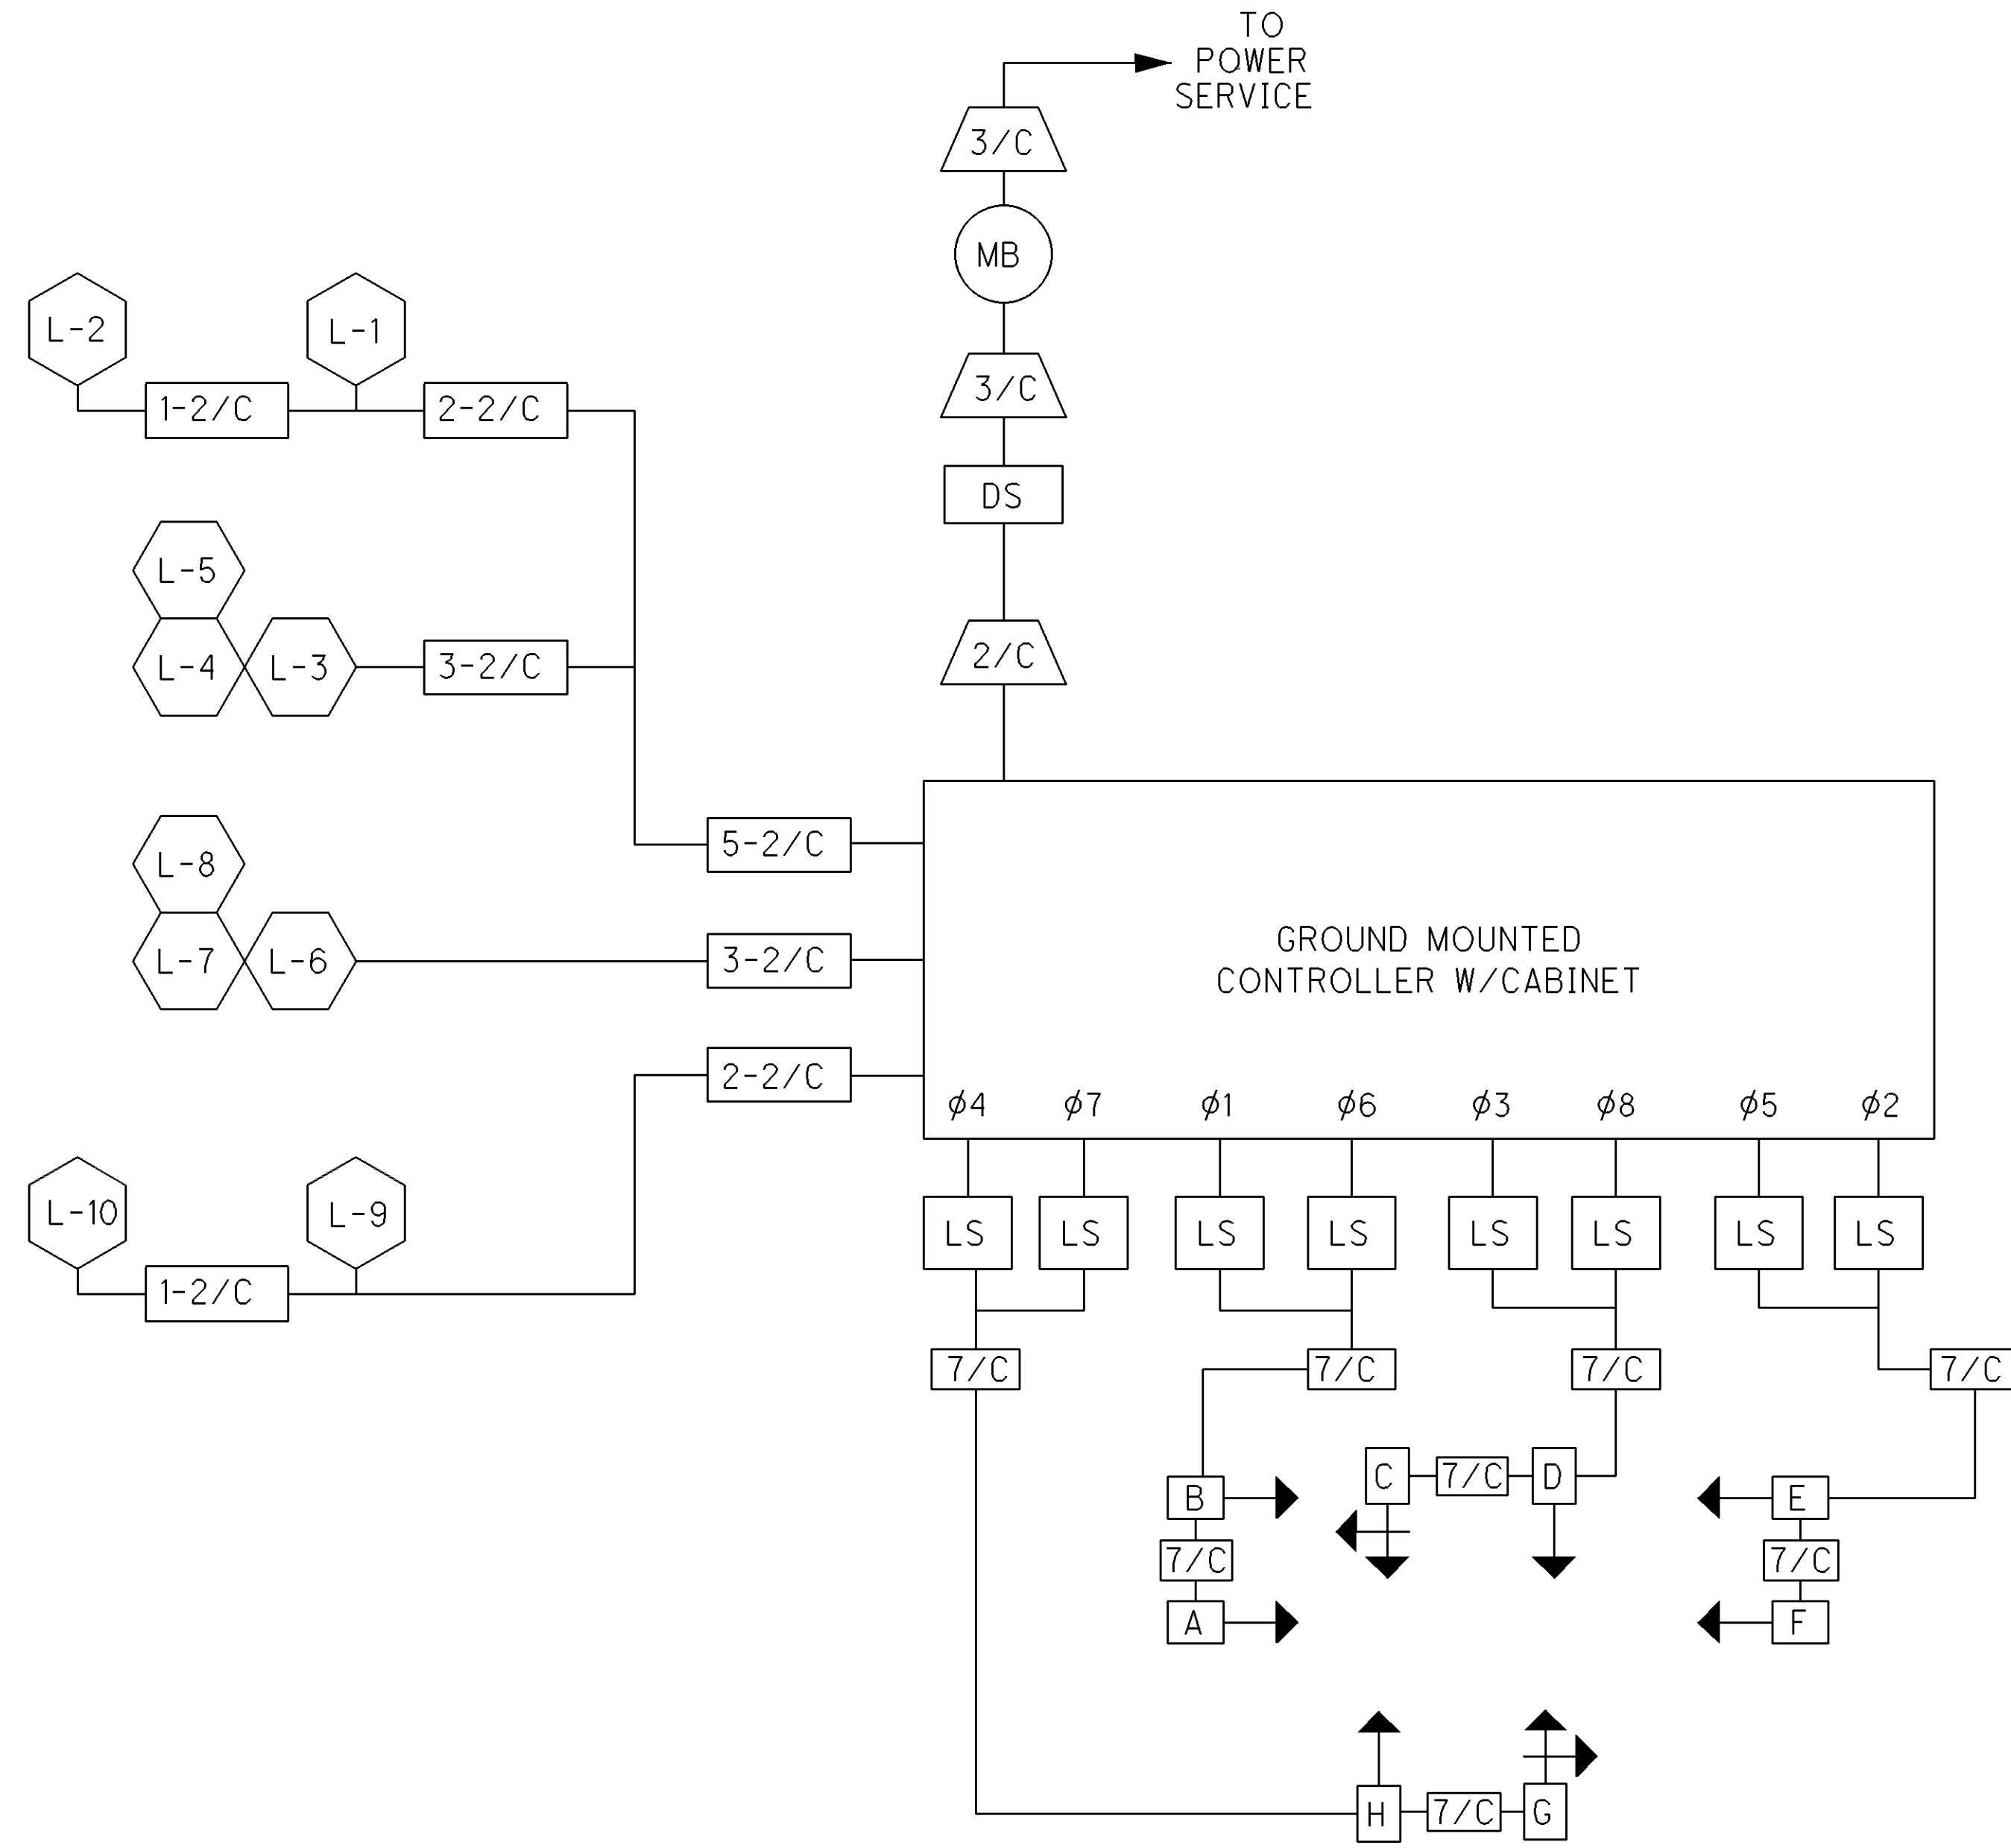 TO
POWER
SERVICE
3/C
MB
L-2
L-1
3/C
1-2/C
2-2/C
DS
L-5
L-4
L-3
3-2/C
2/C
5-2/C
L-8
L-7
L-6
3-2/C
GROUND MOUNTED
CONTROLLER W/CABINET
2-2/C
ϕ4 ϕ7 ϕ1 ϕ6 ϕ3 ϕ8 ϕ5 ϕ2
L-10
L-9
LS LS LS LS LS LS LS LS
1-2/C
7/C 7/C 7/C 7/C
C 7/C D
B
E
7/C
7/C
A
F
H 7/C G